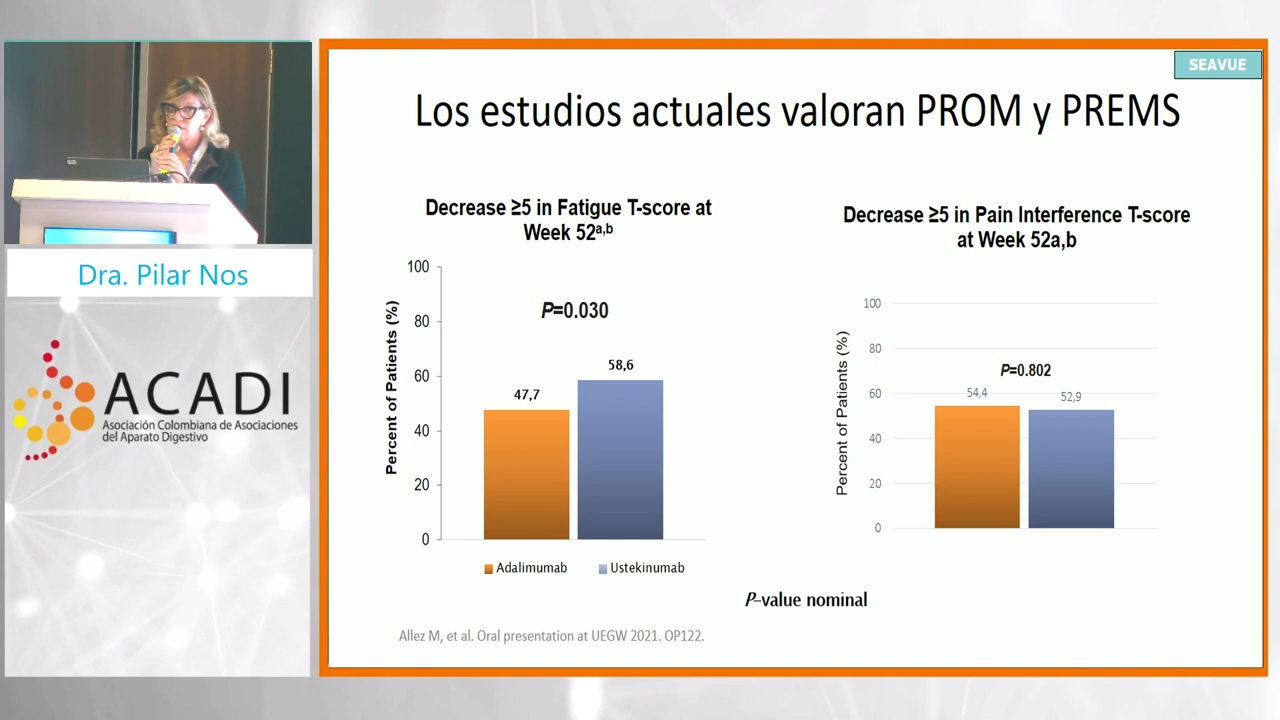 SEAVUE
Los estudios actuales valoran PROM y PREMS
Dra. Pilar Nos
ACADI
Asociación Colombiana de Asociaciones
del Aparato Digestivo
Decrease ≥5 in Fatigue T-score at
Week 52a,b
Percent of Patients (%)
100
80
60
40
20
0
P=0.030
47,7
58,6
Adalimumab
Ustekinumab
Decrease ≥5 in Pain Interference T-score
at Week 52a,b
Percent of Patients (%)
100
80
60
40
20
0
P=0.802
54,4
52,9
P-value nominal
Allez M, et al. Oral presentation at UEGW 2021. OP122.